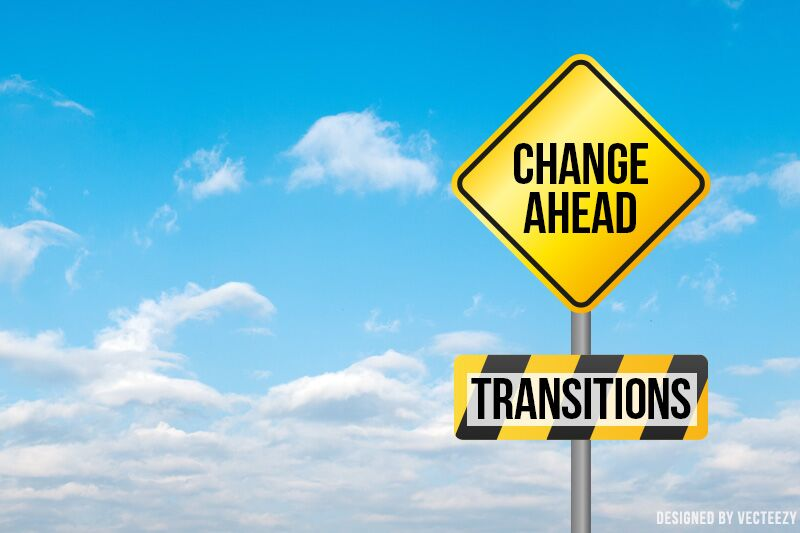 CHANGE
AHEAD
TRANSITIONS
DESIGNED BY VECTEEZY